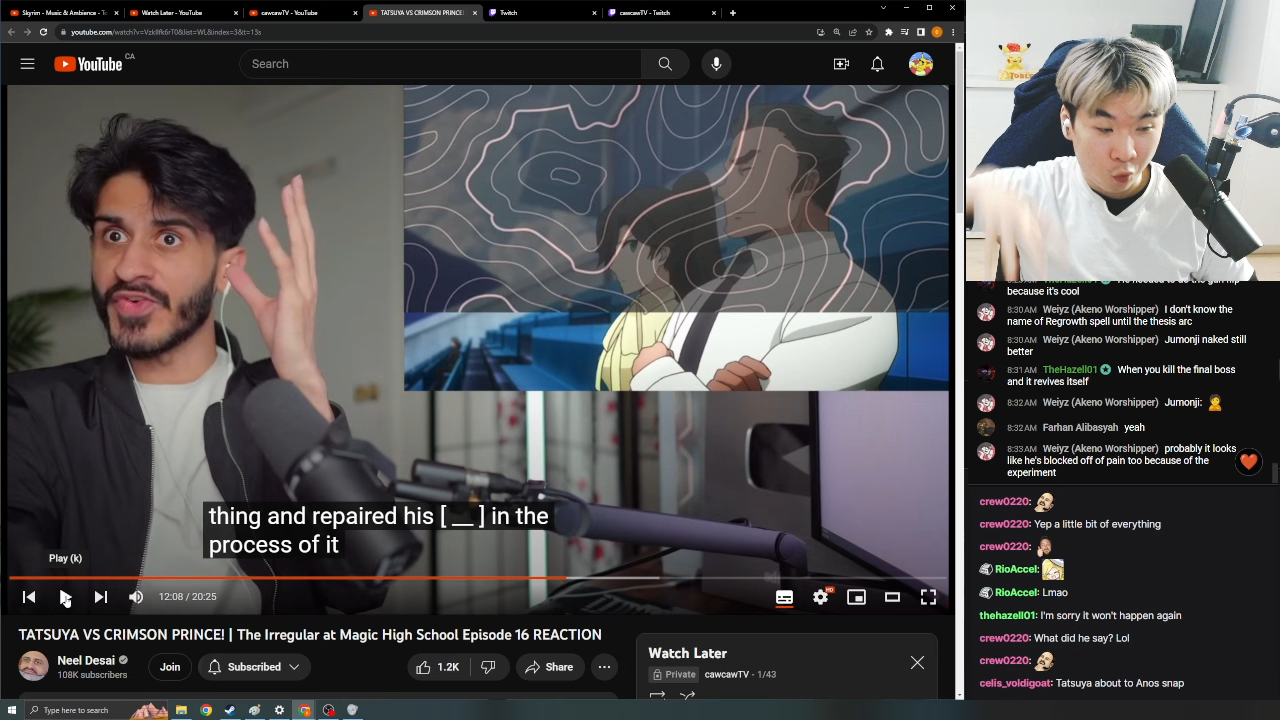 Skyrim - Music & Ambience - To
Watch Later - YouTube
cawcawTV - YouTube
TATSUYA VS CRIMSON PRINCE!
Twitch
cawcawTV - Twitch
YouTube CA
Search
thing and repaired his [ __ ] in the
process of it
Play (k)
12:08 / 20:25
HD
TATSUYA VS CRIMSON PRINCE! | The Irregular at Magic High School Episode 16 REACTION
Neel Desai
108K subscribers
Join
Subscribed
1.2K
Share
Watch Later
Private
cawcawTV - 1/43
Type here to search
because it's cool
8:30 AM Weiyz (Akeno Worshipper) I don't know the
name of Regrowth spell until the thesis arc
8:30 AM Weiyz (Akeno Worshipper) Jumonji naked still
better
8:31 AM TheHazell01 When you kill the final boss
and it revives itself
8:32 AM Weiyz (Akeno Worshipper) Jumonji:
8:32 AM Farhan Alibasyah yeah
8:33 AM Weiyz (Akeno Worshipper) probably it looks
like he's blocked off of pain too because of the
experiment
crew0220:
crew0220: Yep a little bit of everything
crew0220:
RioAccel:
RioAccel: Lmao
thehazell01: I'm sorry it won't happen again
crew0220: What did he say? Lol
crew0220:
celis_voldigoat: Tatsuya about to Anos snap